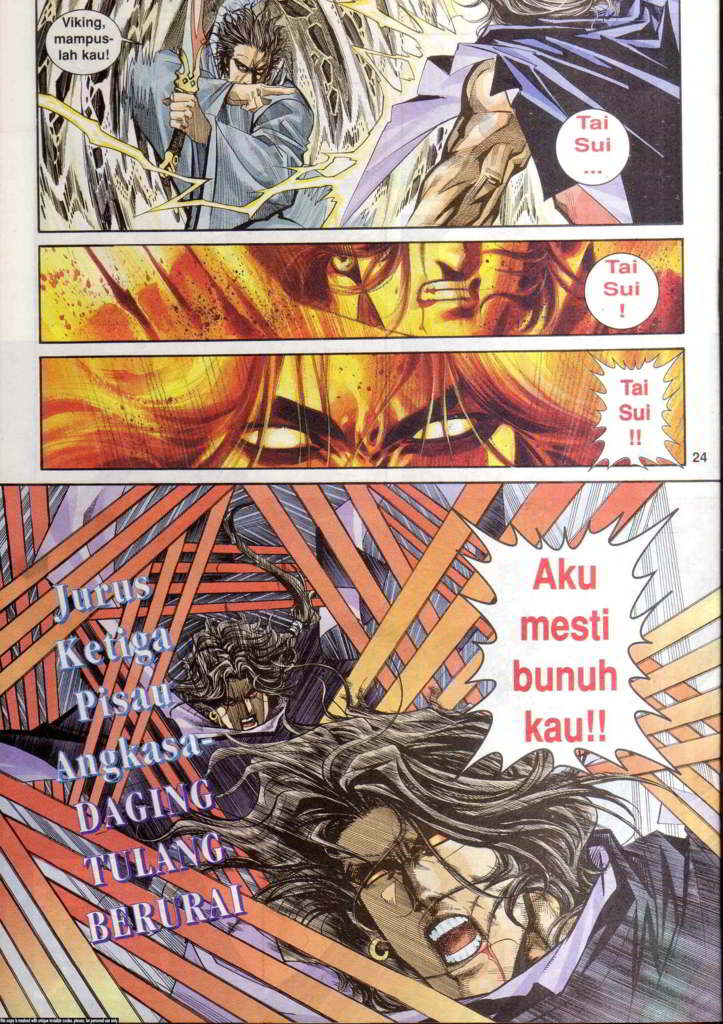 Viking,
mampus-
lah kau!
Tai
Sui
...
Tai
Sui
!
Tai
Sui
!!
24
Jurus
Ketiga
Pisau
Angkasa-
DAGING
TULANG
BERURAI
Aku
mesti
bunuh
kau!!